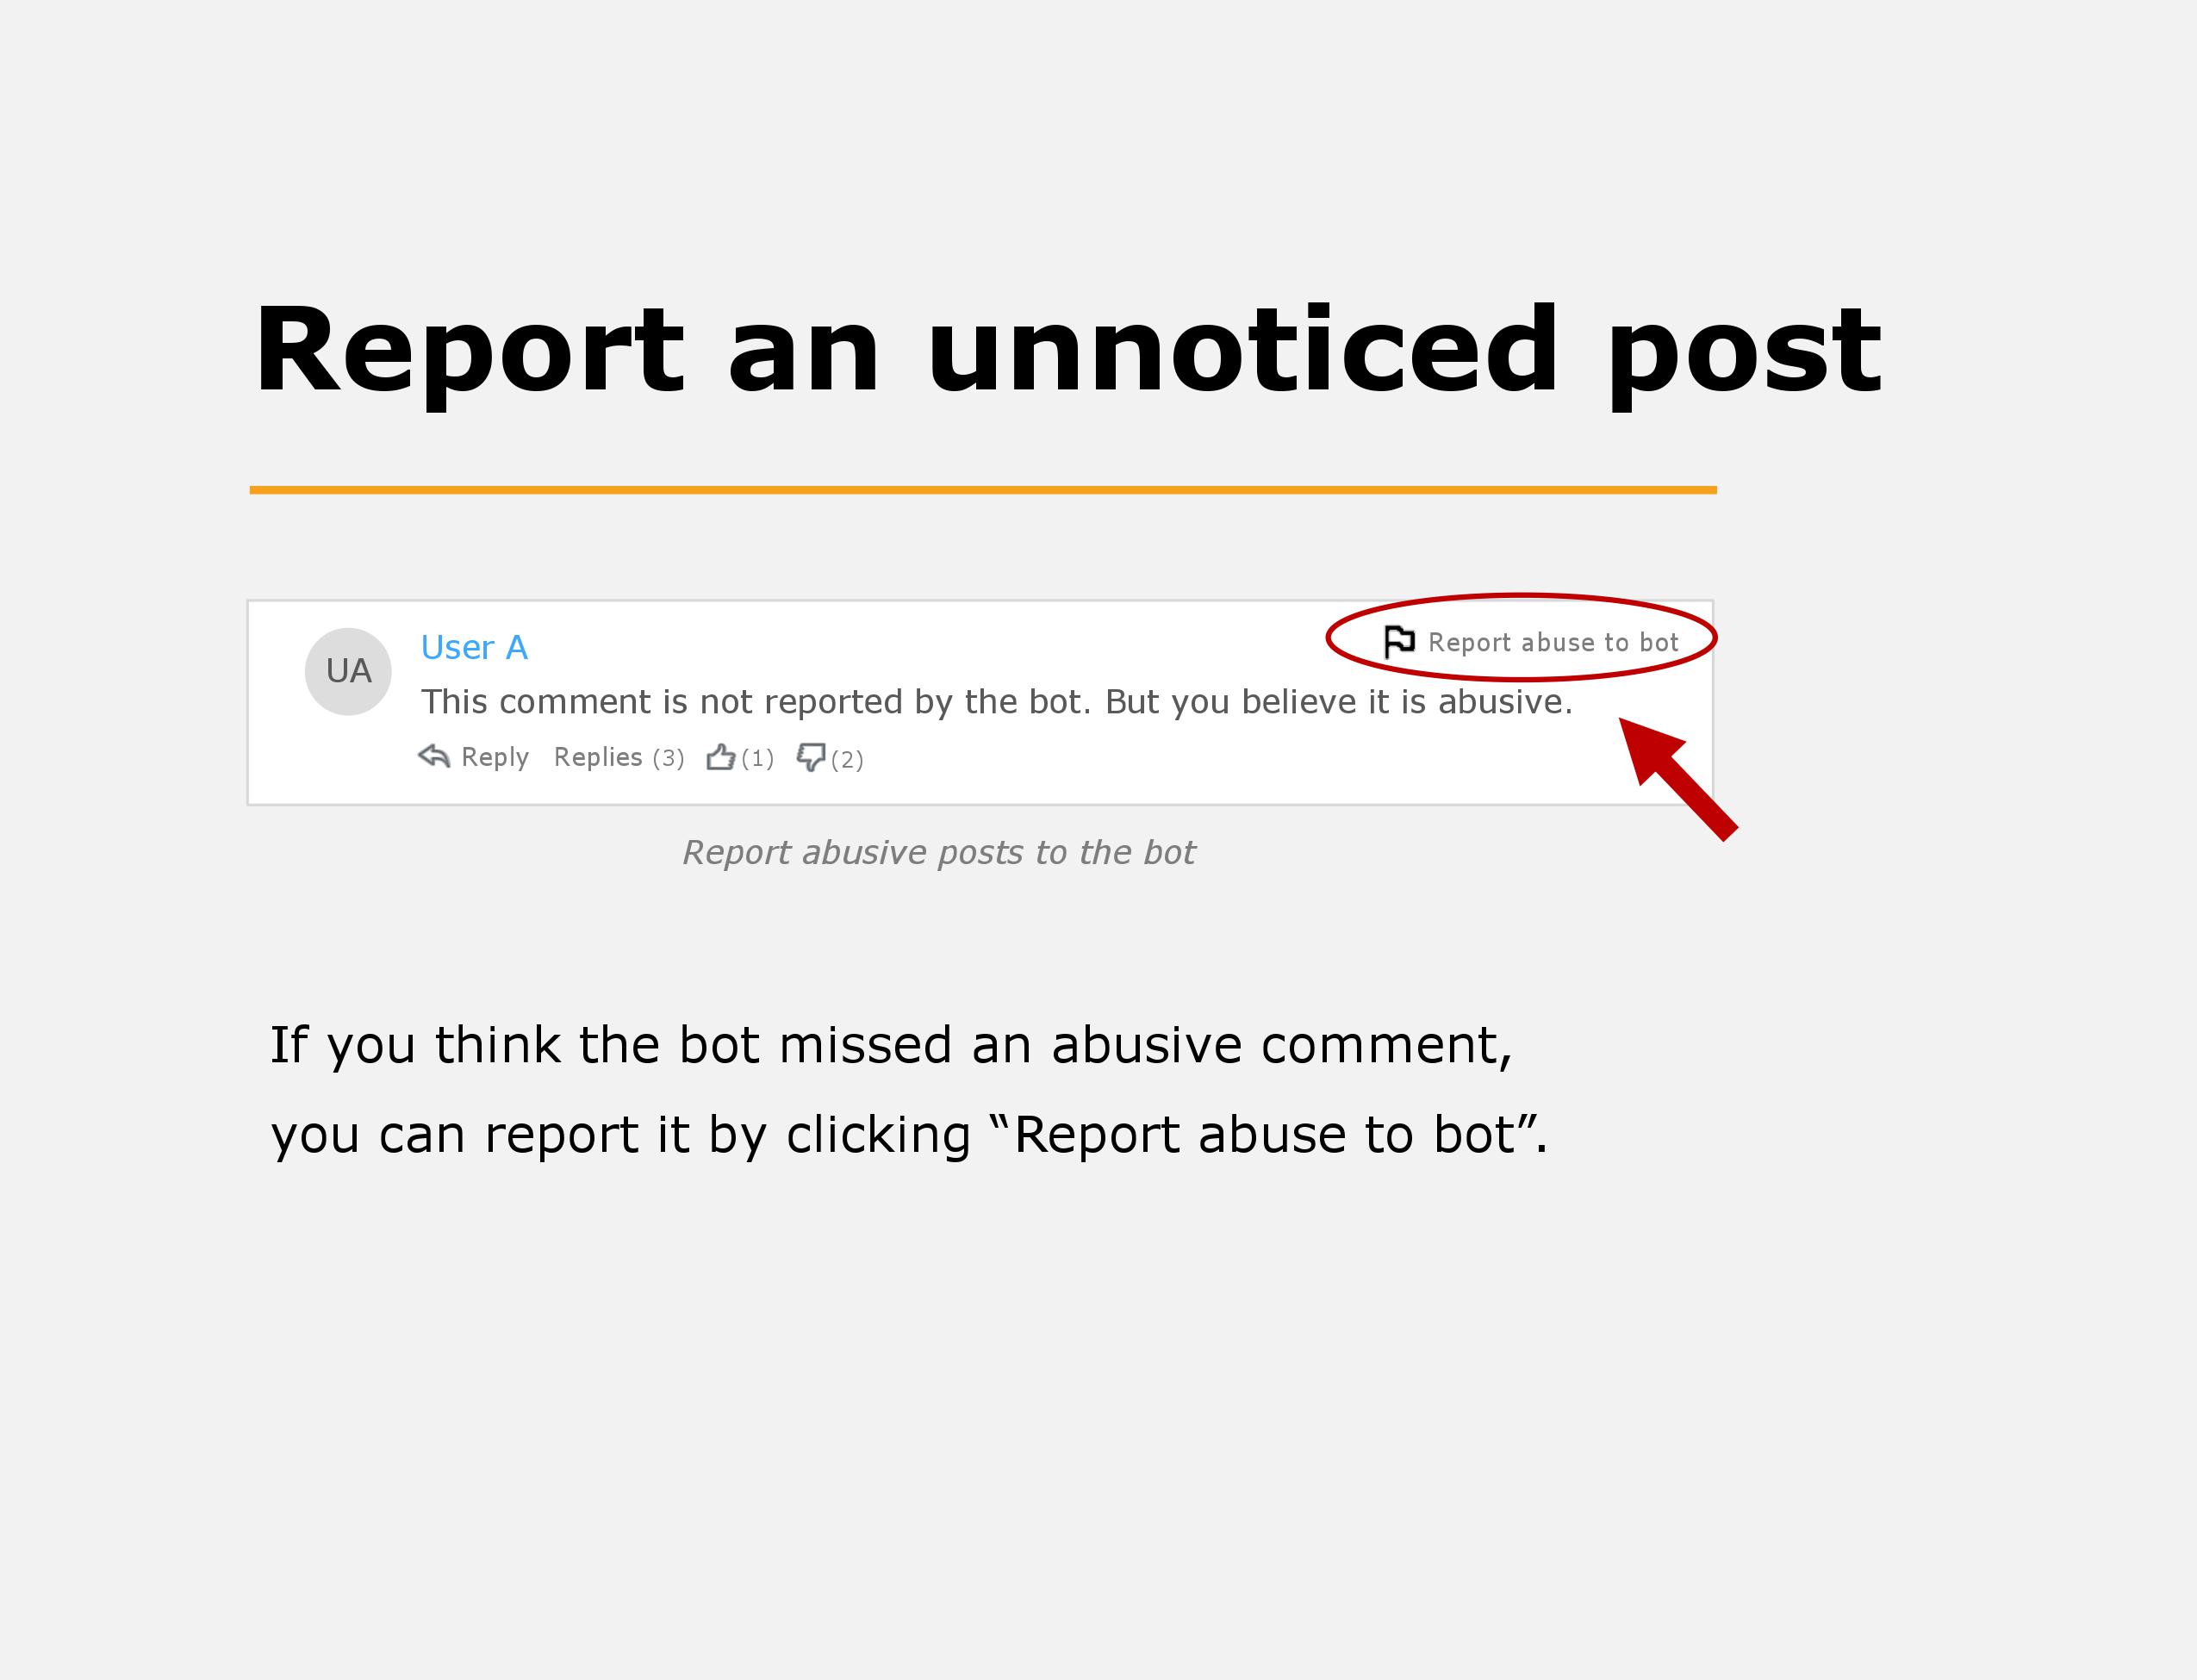 Report an unnoticed post
UA
User A
Report abuse to bot
This comment is not reported by the bot. But you believe it is abusive.
Reply Replies (3) (1) (2)
Report abusive posts to the bot
If you think the bot missed an abusive comment,
you can report it by clicking “Report abuse to bot”.